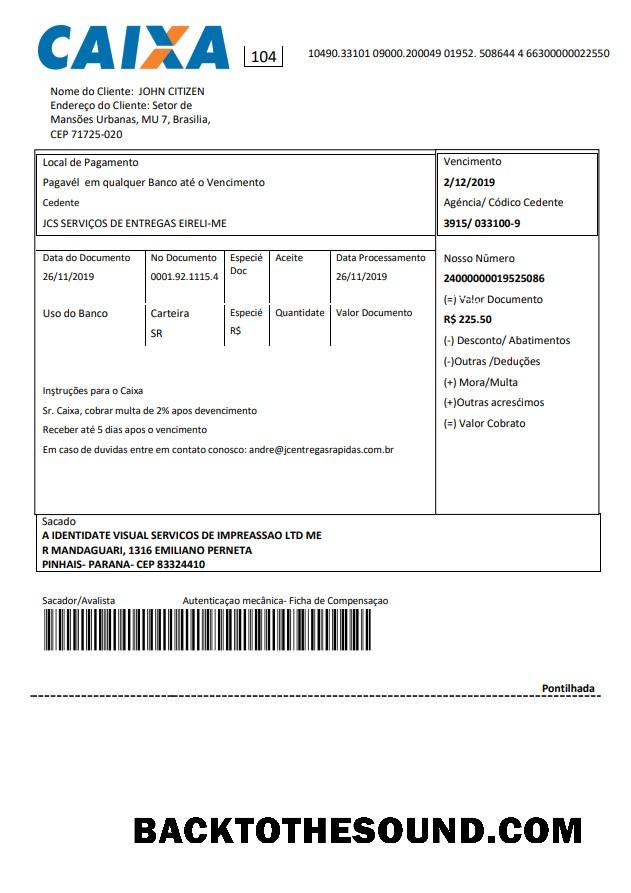 CAIXA
104
10490.33101 09000.200049 01952. 508644 4 66300000022550
Nome do Cliente: JOHN CITIZEN
Endereço do Cliente: Setor de
Mansões Urbanas, MU 7, Brasilia,
CEP 71725-020
Local de Pagamento
Pagavél em qualquer Banco até o Vencimento
Cedente
JCS SERVIÇOS DE ENTREGAS EIRELI-ME
Vencimento
2/12/2019
Agéncia/ Códico Cedente
3915/ 033100-9
Data do Documento
26/11/2019
No Documento
0001.92.1115.4
Especié
Doc
Aceite
Data Processamento
26/11/2019
Uso do Banco
Carteira
SR
Especié
R$
Quantidate
Valor Documento
Nosso Número
24000000019525086
(=) Valor Documento
R$ 225.50
(-) Desconto/ Abatimentos
(-)Outras /Deduções
(+) Mora/Multa
(+)Outras acrescimos
(=) Valor Cobrato
Instruções para o Caixa
Sr. Caixa, cobrar multa de 2% apos devencimento
Receber até 5 dias apos o vencimento
Em caso de duvidas entre em contato conosco: andre@jcentregasrapidas.com.br
Sacado
A IDENTIDATE VISUAL SERVICOS DE IMPREASSAO LTD ME
R MANDAGUARI, 1316 EMILIANO PERNETA
PINHAIS- PARANA- CEP 83324410
Sacador/Avalista
Autenticaçao mecânica- Ficha de Compensaçao
Pontilhada
BACKTOTHESOUND.COM